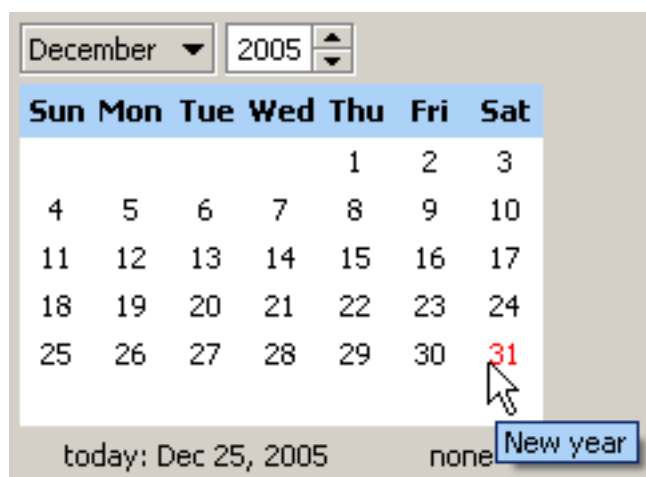 December 2005
Sun Mon Tue Wed Thu Fri Sat
1 2 3
4 5 6 7 8 9 10
11 12 13 14 15 16 17
18 19 20 21 22 23 24
25 26 27 28 29 30 31
today: Dec 25, 2005 none New year